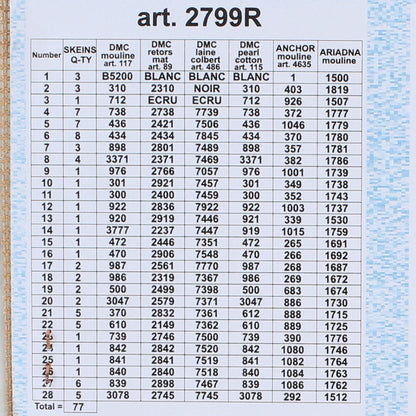 art. 2799R
Number SKEINS Q-TY DMC mouline art. 117 DMC retors mat art. 89 DMC laine colbert art. 486 DMC pearl cotton art. 115 ANCHOR mouline art. 4635 ARIADNA mouline
1 3 B5200 BLANC BLANC BLANC 1 1500
2 3 310 2310 NOIR 310 403 1819
3 1 712 ECRU ECRU 712 926 1507
4 7 738 2738 7739 738 372 1777
5 7 436 2421 7506 436 1046 1779
6 8 434 2434 7845 434 370 1780
7 3 898 2801 7489 898 357 1781
8 4 3371 2371 7469 3371 382 1786
9 1 976 2766 7057 976 1001 1739
10 1 301 2921 7457 301 349 1738
11 1 300 2400 7459 300 352 1743
12 1 922 2836 7922 922 1003 1737
13 1 920 2919 7446 921 339 1530
14 1 3777 2237 7447 919 1015 1759
15 1 472 2446 7351 472 265 1691
16 1 470 2906 7548 470 266 1692
17 2 987 2561 7770 987 268 1687
18 2 986 2319 7367 986 269 1688
19 2 500 2499 7398 500 683 1674
20 2 3047 2579 7371 3047 886 1730
21 5 370 2832 7361 612 888 1715
22 5 610 2149 7362 610 889 1725
1 739 2746 7500 739 390 1776
1 842 2842 7520 842 1080 1746
25 1 841 2841 7519 841 1082 1764
1 840 2840 7518 840 1084 1763
27 6 839 2898 7467 839 1086 1762
28 5 3078 2745 7745 3078 292 1512
Total = 77